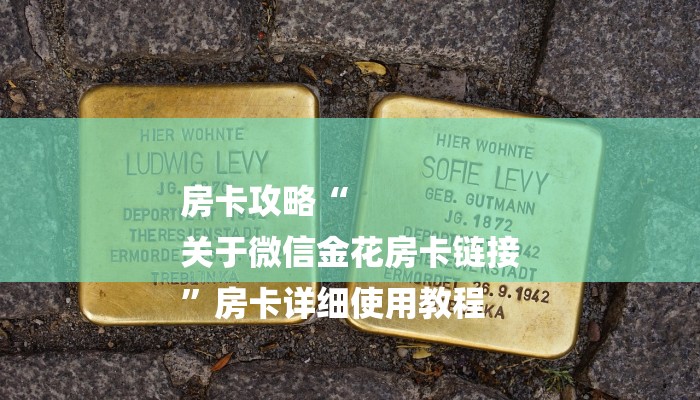 HIER WOHNTE
LUDWIG LEVY
HIER WOHNTE
SOFIE LEVY
GEB. GUTMANN
JG. 1872
房卡攻略“
关于微信金花房卡链接
”房卡详细使用教程
THERESIENSTADT
TREBLINKA
26.9.1942